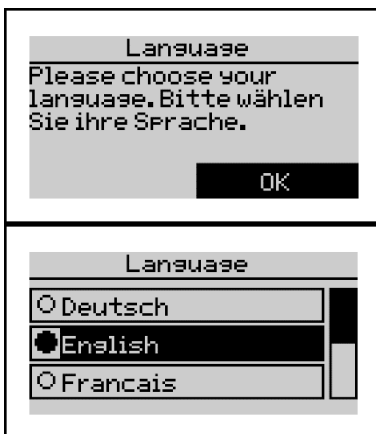 Language
Please choose your
language. Bitte wählen
Sie ihre Sprache.
OK
Language
Deutsch
English
Francais